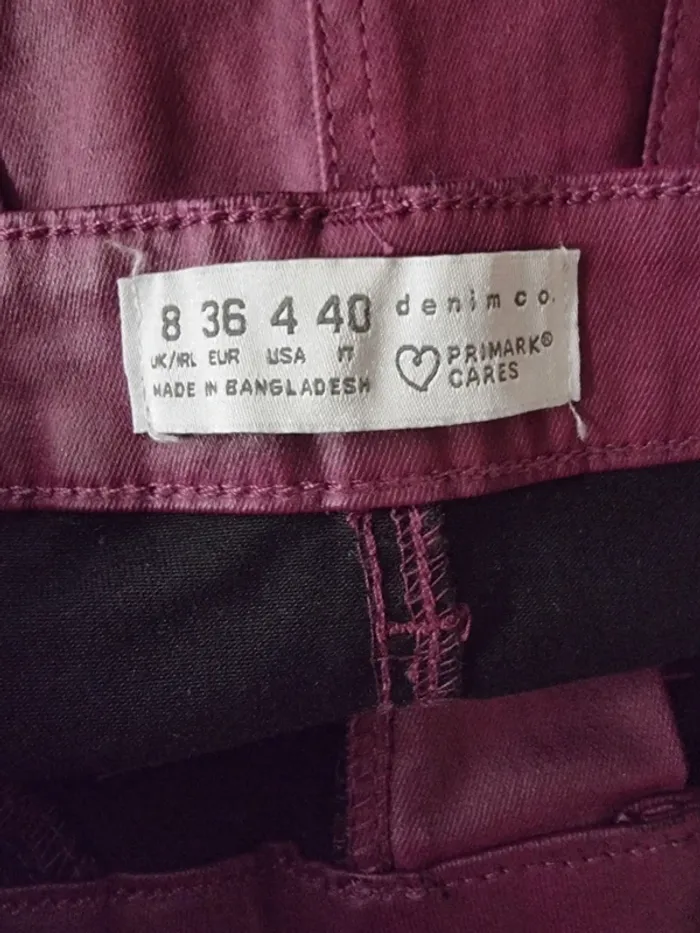 8 36 4 40
UK/IRL EUR USA IT
MADE IN BANGLADESH
denim co.
PRIMARK®
CARES